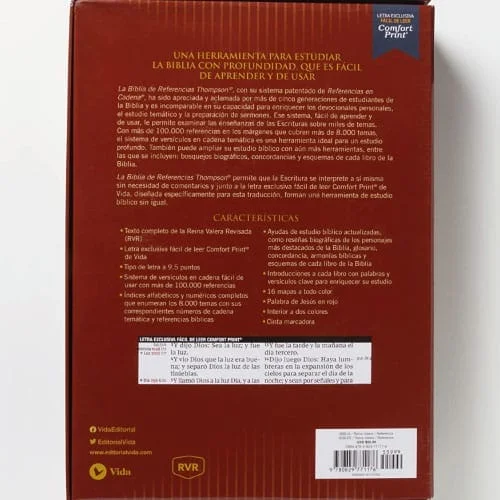 LETRA EXCLUSIVA
FÁCIL DE LEER
Comfort
Print®
UNA HERRAMIENTA PARA ESTUDIAR
LA BIBLIA CON PROFUNDIDAD, QUE ES FÁCIL
DE APRENDER Y DE USAR
La Biblia de Referencias Thompson®, con su sistema patentado de Referencias en
Cadena®, ha sido apreciada y aclamada por más de cinco generaciones de estudiantes de
la Biblia y es incomparable en su capacidad para enriquecer los devocionales personales,
el estudio temático y la preparación de sermones. Ese sistema, fácil de aprender y
de usar, le permite examinar las enseñanzas de las Escrituras sobre miles de temas.
Con más de 100.000 referencias en los márgenes que cubren más de 8.000 temas,
el sistema de versículos en cadena temática es una herramienta ideal para un estudio
profundo. También puede ampliar su estudio bíblico con aún más herramientas, entre
las que se incluyen: bosquejos biográficos, concordancias y esquemas de cada libro de la
Biblia.
La Biblia de Referencias Thompson® permite que la Escritura se interprete a sí misma
sin necesidad de comentarios y junto a la letra exclusiva fácil de leer Comfort Print® de
Vida, diseñada específicamente para esta traducción, forman una herramienta de estudio
bíblico sin igual.
CARACTERÍSTICAS
• Texto completo de la Reina Valera Revisada
(RVR)
• Letra exclusiva fácil de leer Comfort Print®
de Vida
• Tipo de letra a 9.5 puntos
• Sistema de versículos en cadena fácil
de usar con más de 100.000 referencias
• Índices alfabéticos y numéricos completos
que enumeran los 8.000 temas con sus
correspondientes números de cadena
temática y referencias bíblicas
• Ayudas de estudio bíblico actualizadas,
como reseñas biográficas de los personajes
más destacados de la Biblia, glosario,
concordancia, armonías bíblicas y
esquemas de cada libro de la Biblia
• Introducciones a cada libro con palabras y
versículos clave para enriquecer su estudio
• 16 mapas a todo color
• Palabra de Jesús en rojo
• Interior a dos colores
• Cinta marcadora
LETRA EXCLUSIVA FÁCIL DE LEER COMFORT PRINT®
3 Y dijo Dios: Sea la luz; y fue
la luz.
4 Y vio Dios que la luz era bue-
na; y separó Dios la luz de las
tinieblas.
5 Y llamó Dios a la luz Día, y a las
Y fue la tarde y la mañana el
día tercero.
Dijo luego Dios: Haya lum-
breras en la expansión de los
cielos para separar el día de la
noche; y sean por señales y para
VidaEditorial
EditorialVida
www.editorialvida.com
Vida
RVR
53999
9 780829 771176